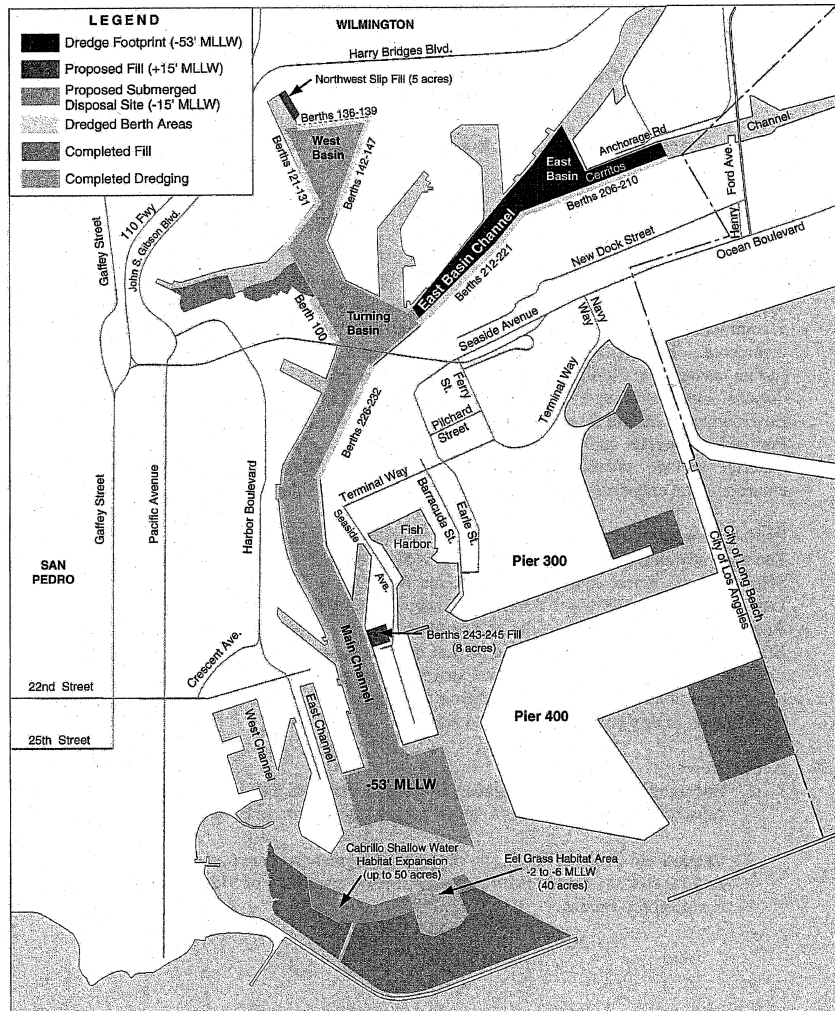 LEGEND
Dredge Footprint (-53' MLLW)
Proposed Fill (+15' MLLW)
Proposed Submerged
Disposal Site (-15' MLLW)
Dredged Berth Areas
Completed Fill
Completed Dredging
WILMINGTON
Harry Bridges Blvd.
Northwest Slip Fill (5 acres)
Berths 136-139
West
Basin
Berths 121-131
Berths 142-147
East
Basin
Anchorage Rd
Cerritos
Channel
Berths 206-210
East Basin Channel
Berths 212-221
Henry
Ford Ave.
New Dock Street
Ocean Boulevard
Seaside Avenue
Navy
Way
Gaffey Street
110 Fwy
John S. Gibson Blvd.
Berth 100
Turning
Basin
Ferry
St.
Pilchard
Street
Terminal Way
Berths 226-232
Gaffey Street
Pacific Avenue
Harbor Boulevard
Terminal Way
Seaside
Ave.
Barracuda St.
Earle St.
Fish
Harbor
Pier 300
City of Long Beach
City of Los Angeles
SAN
PEDRO
Main Channel
Berths 243-245 Fill
(8 acres)
Crescent Ave.
22nd Street
25th Street
West Channel
East Channel
Pier 400
-53' MLLW
Cabrillo Shallow Water
Habitat Expansion
(up to 50 acres)
Eel Grass Habitat Area
-2 to -6 MLLW
(40 acres)